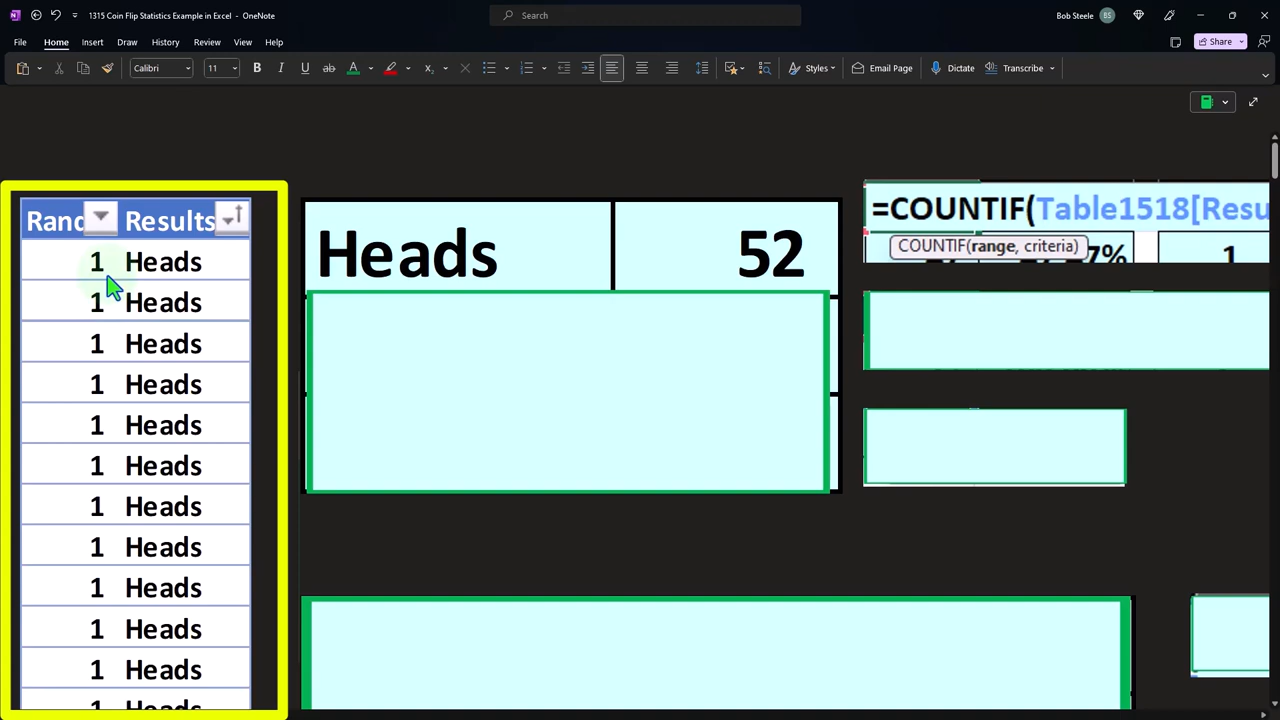 1315 Coin Flip Statistics Example in Excel - OneNote
Search
Bob Steele
BS
File
Home
Insert
Draw
History
Review
View
Help
Share
Calibri
11
B
I
U
ab
A
Styles
Email Page
Dictate
Transcribe
Rand
Results
1 Heads
1 Heads
1 Heads
1 Heads
1 Heads
1 Heads
1 Heads
1 Heads
1 Heads
1 Heads
1 Heads
Heads
52
=COUNTIF(Table1518[Resu
COUNTIF(range, criteria)
7%
1